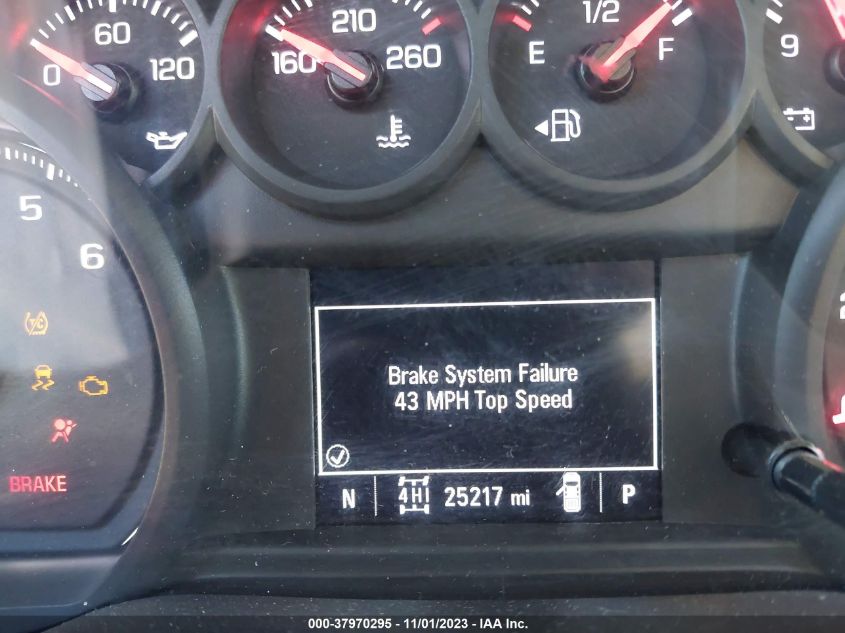 0 60 120
160 210 260
E 1/2 F
9
5
6
T/C
BRAKE
Brake System Failure
43 MPH Top Speed
N 4HI 25217 mi P
000-37970295 - 11/01/2023 - IAA Inc.